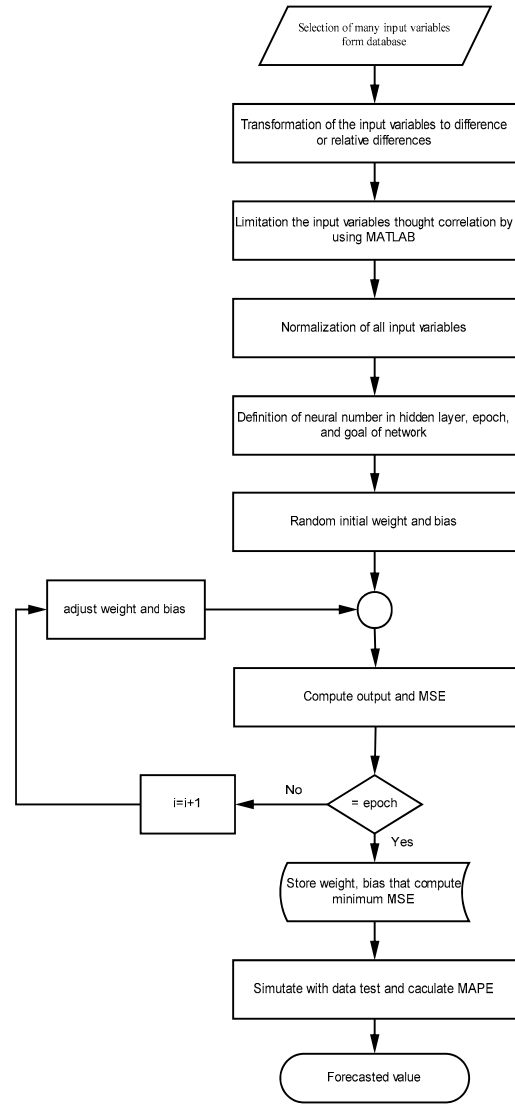 Selection of many input variables
form database
Transformation of the input variables to difference
or relative differences
Limitation the input variables thought correlation by
using MATLAB
Normalization of all input variables
Definition of neural number in hidden layer, epoch,
and goal of network
Random initial weight and bias
adjust weight and bias
Compute output and MSE
No
i=i+1
= epoch
Yes
Store weight, bias that compute
minimum MSE
Simutate with data test and caculate MAPE
Forecasted value